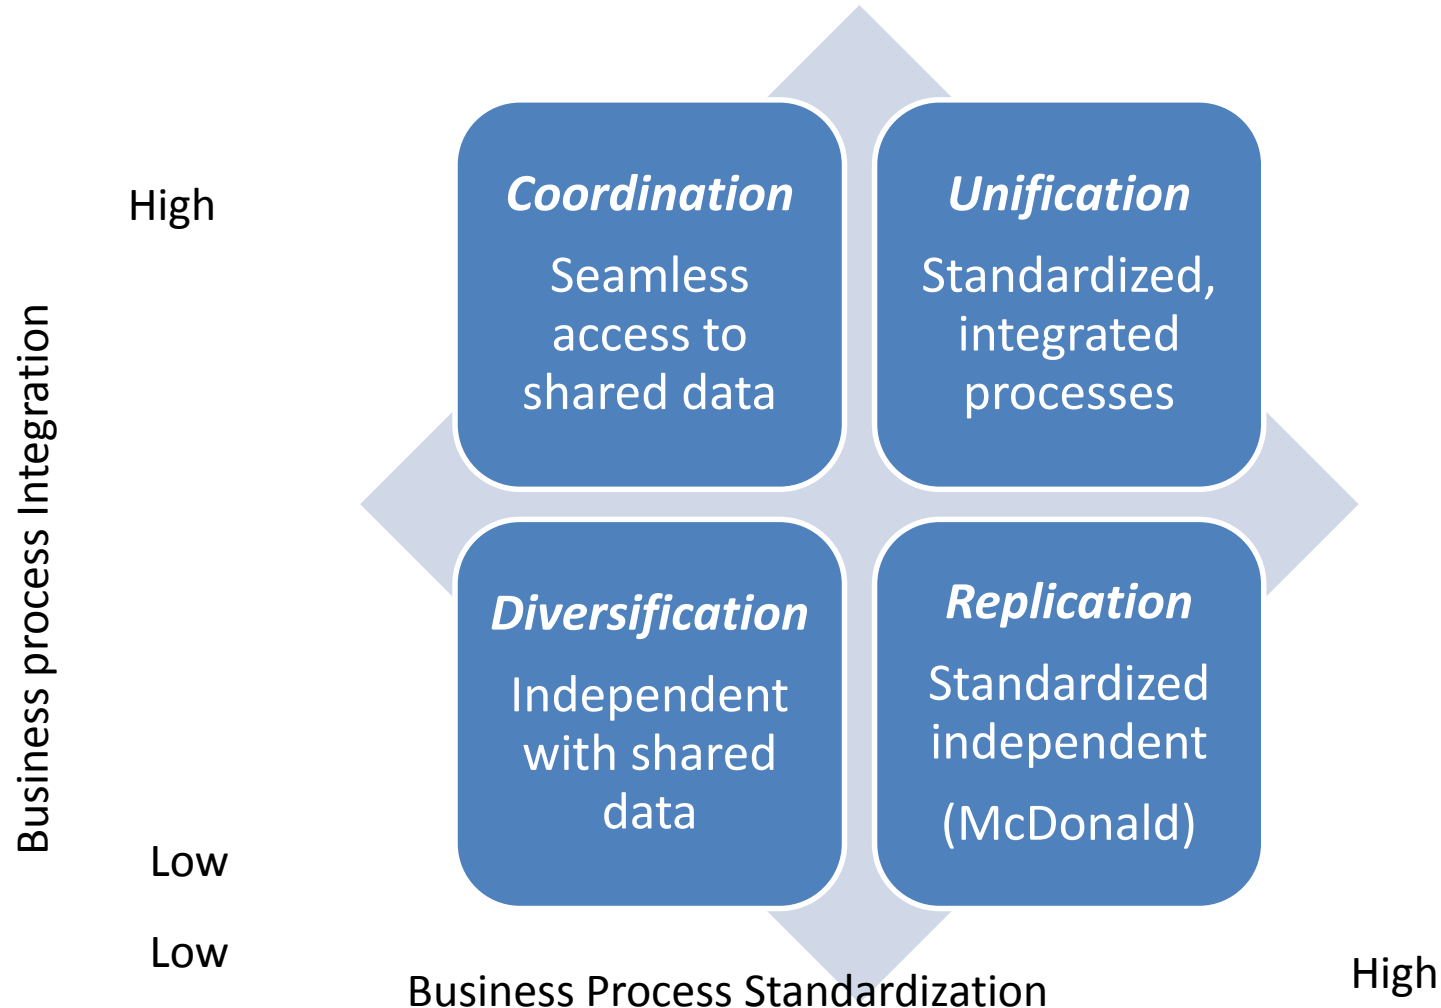 Business process Integration
High
Coordination
Seamless
access to
shared data
Unification
Standardized,
integrated
processes
Diversification
Independent
with shared
data
Replication
Standardized
independent
(McDonald)
Low
Low
Business Process Standardization
High